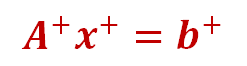 A⁺x⁺ = b⁺